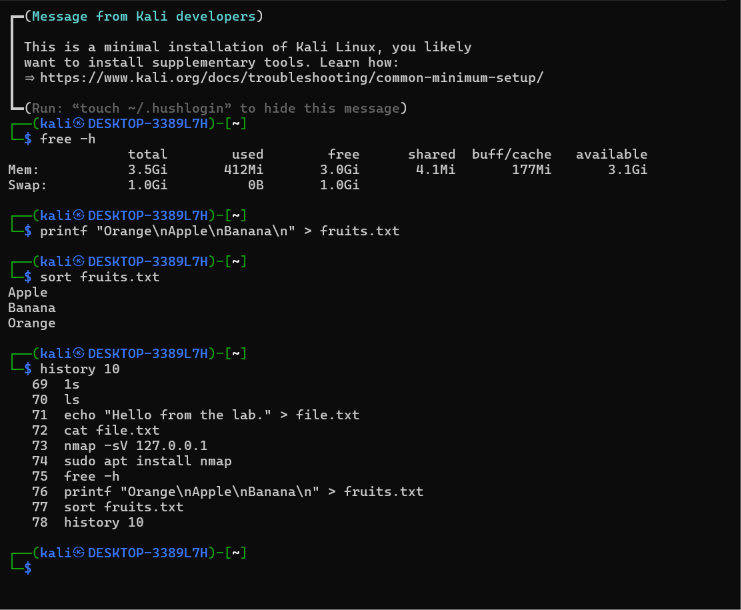 (Message from Kali developers)
This is a minimal installation of Kali Linux, you likely
want to install supplementary tools. Learn how:
⇒ https://www.kali.org/docs/troubleshooting/common-minimum-setup/
(Run: “touch ~/.hushlogin” to hide this message)
┌──(kali㉿DESKTOP-3389L7H)-[~]
└─$ free -h
total used free shared buff/cache available
Mem: 3.5Gi 412Mi 3.0Gi 4.1Mi 177Mi 3.1Gi
Swap: 1.0Gi 0B 1.0Gi
┌──(kali㉿DESKTOP-3389L7H)-[~]
└─$ printf "Orange\nApple\nBanana\n" > fruits.txt
┌──(kali㉿DESKTOP-3389L7H)-[~]
└─$ sort fruits.txt
Apple
Banana
Orange
┌──(kali㉿DESKTOP-3389L7H)-[~]
└─$ history 10
69 1s
70 ls
71 echo "Hello from the lab." > file.txt
72 cat file.txt
73 nmap -sV 127.0.0.1
74 sudo apt install nmap
75 free -h
76 printf "Orange\nApple\nBanana\n" > fruits.txt
77 sort fruits.txt
78 history 10
┌──(kali㉿DESKTOP-3389L7H)-[~]
└─$